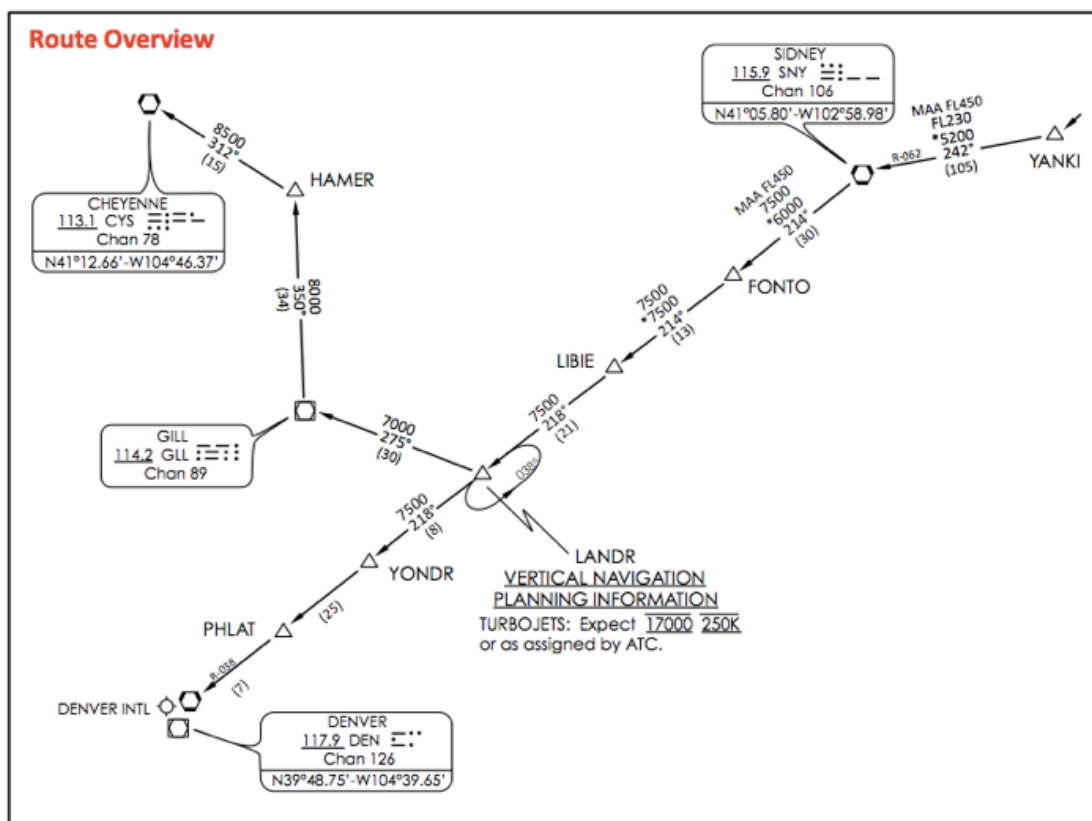 Route Overview
SIDNEY
115.9 SNY
Chan 106
N41°05.80'-W102°58.98'
MAA FL450
FL230
*5200
242°
(105)
R-062
YANKI
8500
312°
(15)
HAMER
CHEYENNE
113.1 CYS
Chan 78
N41°12.66'-W104°46.37'
MAA FL450
7500
*6000
214°
(30)
FONTO
8000
350°
(34)
7500
*7500
214°
(13)
LIBIE
7500
218°
(21)
GILL
114.2 GLL
Chan 89
7000
275°
(30)
038°
7500
218°
(8)
YONDR
LANDR
VERTICAL NAVIGATION
PLANNING INFORMATION
TURBOJETS: Expect 17000 250K
or as assigned by ATC.
(25)
PHLAT
R-038
(7)
DENVER INTL
DENVER
117.9 DEN
Chan 126
N39°48.75'-W104°39.65'